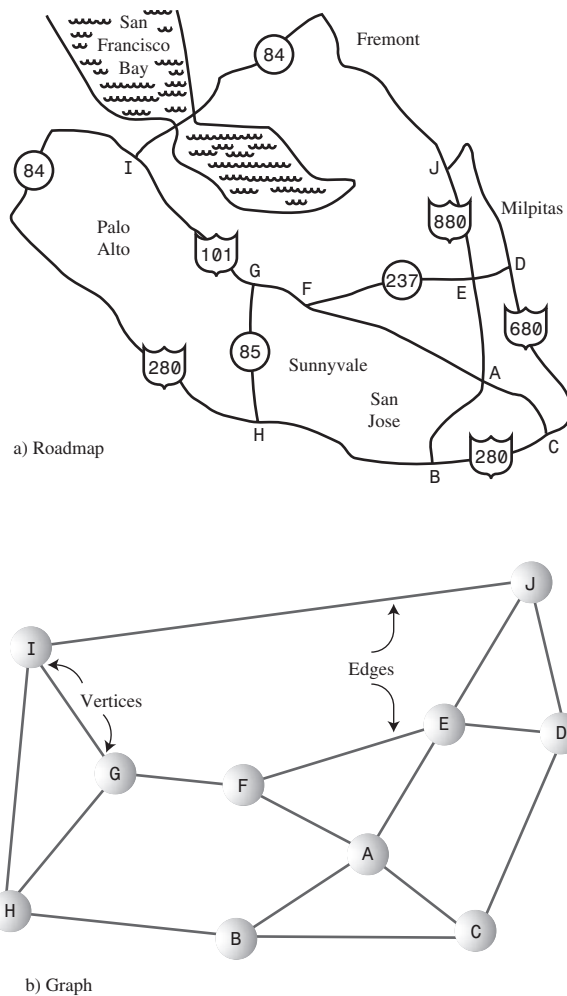 San
Francisco
Bay
84
Fremont
84
I
J
Palo
Alto
880
Milpitas
101
G
F
237
E
D
85
680
Sunnyvale
280
A
San
Jose
H
C
a) Roadmap
280
B
J
I
Edges
Vertices
E
D
G
F
A
H
B
C
b) Graph